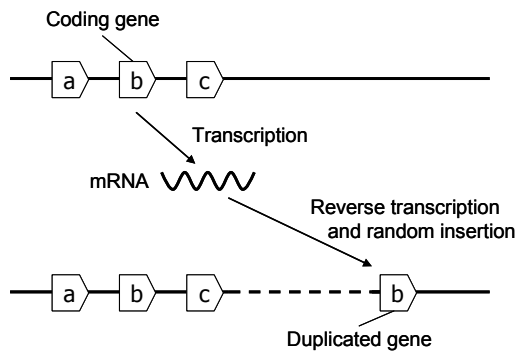 Coding gene
a b c
Transcription
mRNA
Reverse transcription
and random insertion
a b c b
Duplicated gene